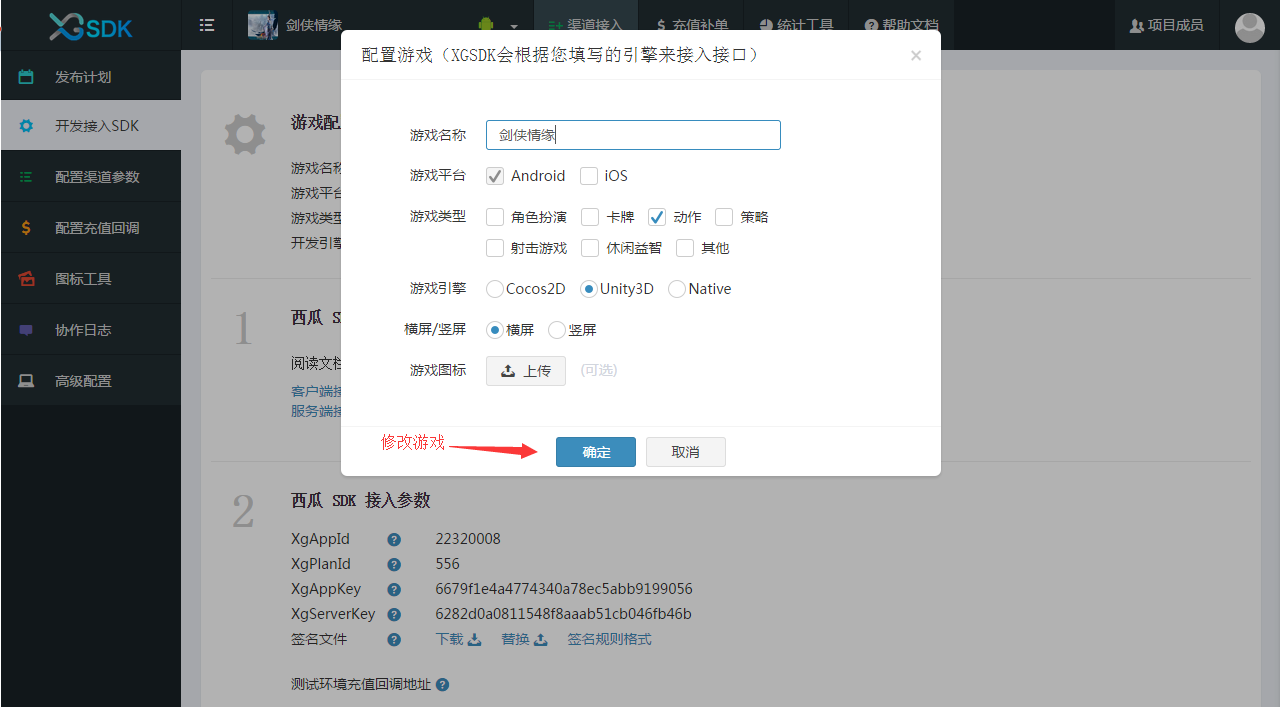 XGSDK 剑侠情缘 渠道接入 $ 充值补单 统计工具 ? 帮助文档 项目成员
发布计划
开发接入SDK
配置渠道参数
$ 配置充值回调
图标工具
协作日志
高级配置
配置游戏（XGSDK会根据您填写的引擎来接入接口） ×
游戏名称 剑侠情缘
游戏平台 Android iOS
游戏类型 角色扮演 卡牌 动作 策略
射击游戏 休闲益智 其他
游戏引擎 Cocos2D Unity3D Native
横屏/竖屏 横屏 竖屏
游戏图标 上传 (可选)
修改游戏 确定 取消
游戏配
游戏名称
游戏平台
游戏类型
开发引擎
1 西瓜 S
阅读文档
客户端接
服务端接
2 西瓜 SDK 接入参数
XgAppId ? 22320008
XgPlanId ? 556
XgAppKey ? 6679f1e4a4774340a78ec5abb9199056
XgServerKey ? 6282d0a0811548f8aaab51cb046fb46b
签名文件 ? 下载 替换 签名规则格式
测试环境充值回调地址 ?